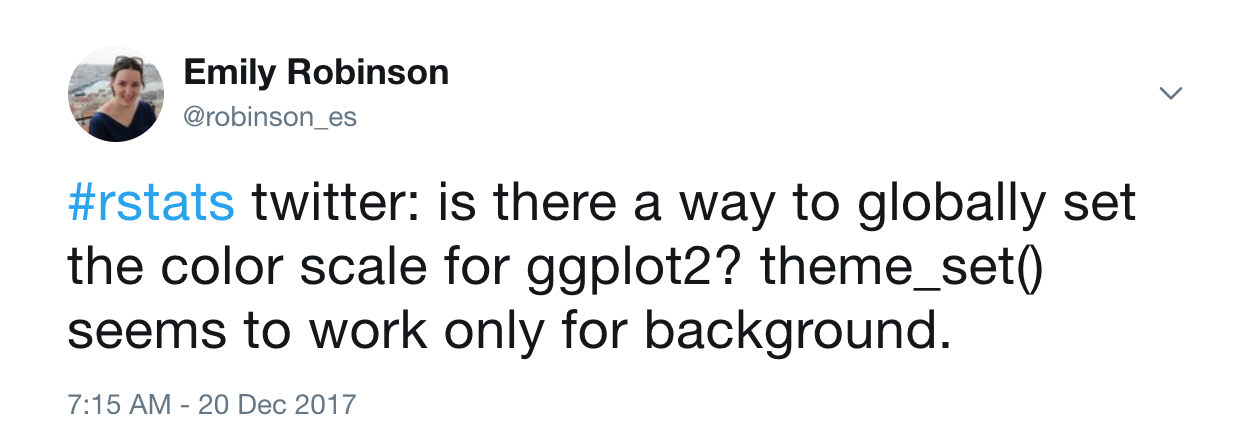 Emily Robinson
@robinson_es
#rstats twitter: is there a way to globally set
the color scale for ggplot2? theme_set()
seems to work only for background.
7:15 AM - 20 Dec 2017